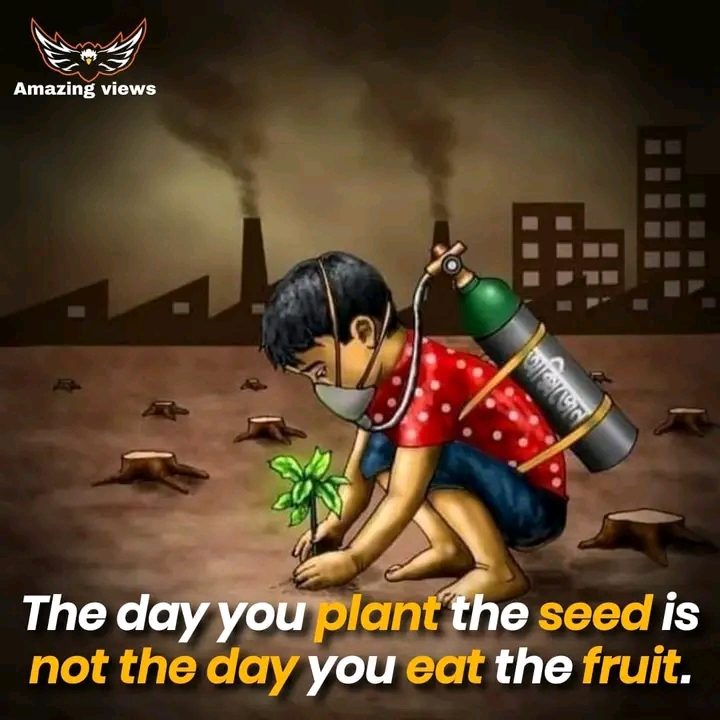 Amazing views
অক্সিজেন
The day you plant the seed is
not the day you eat the fruit.